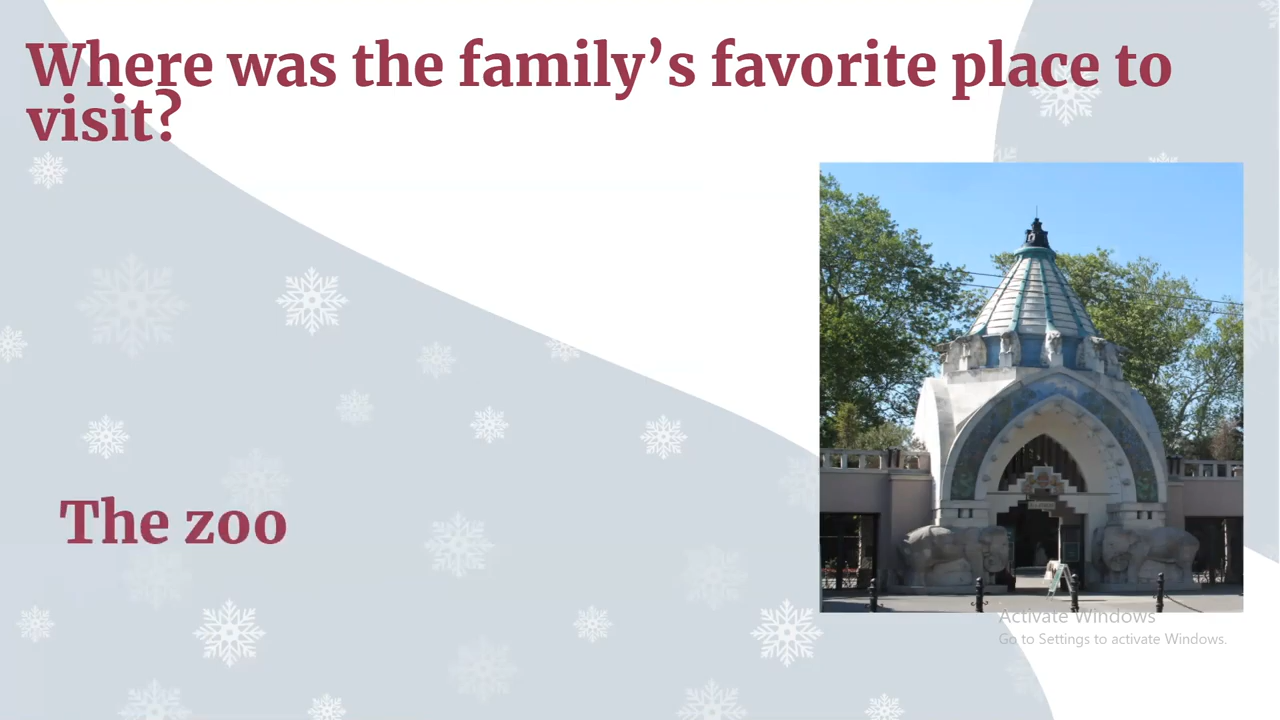 Where was the family’s favorite place to
visit?
The zoo
Activate Windows
Go to Settings to activate Windows.